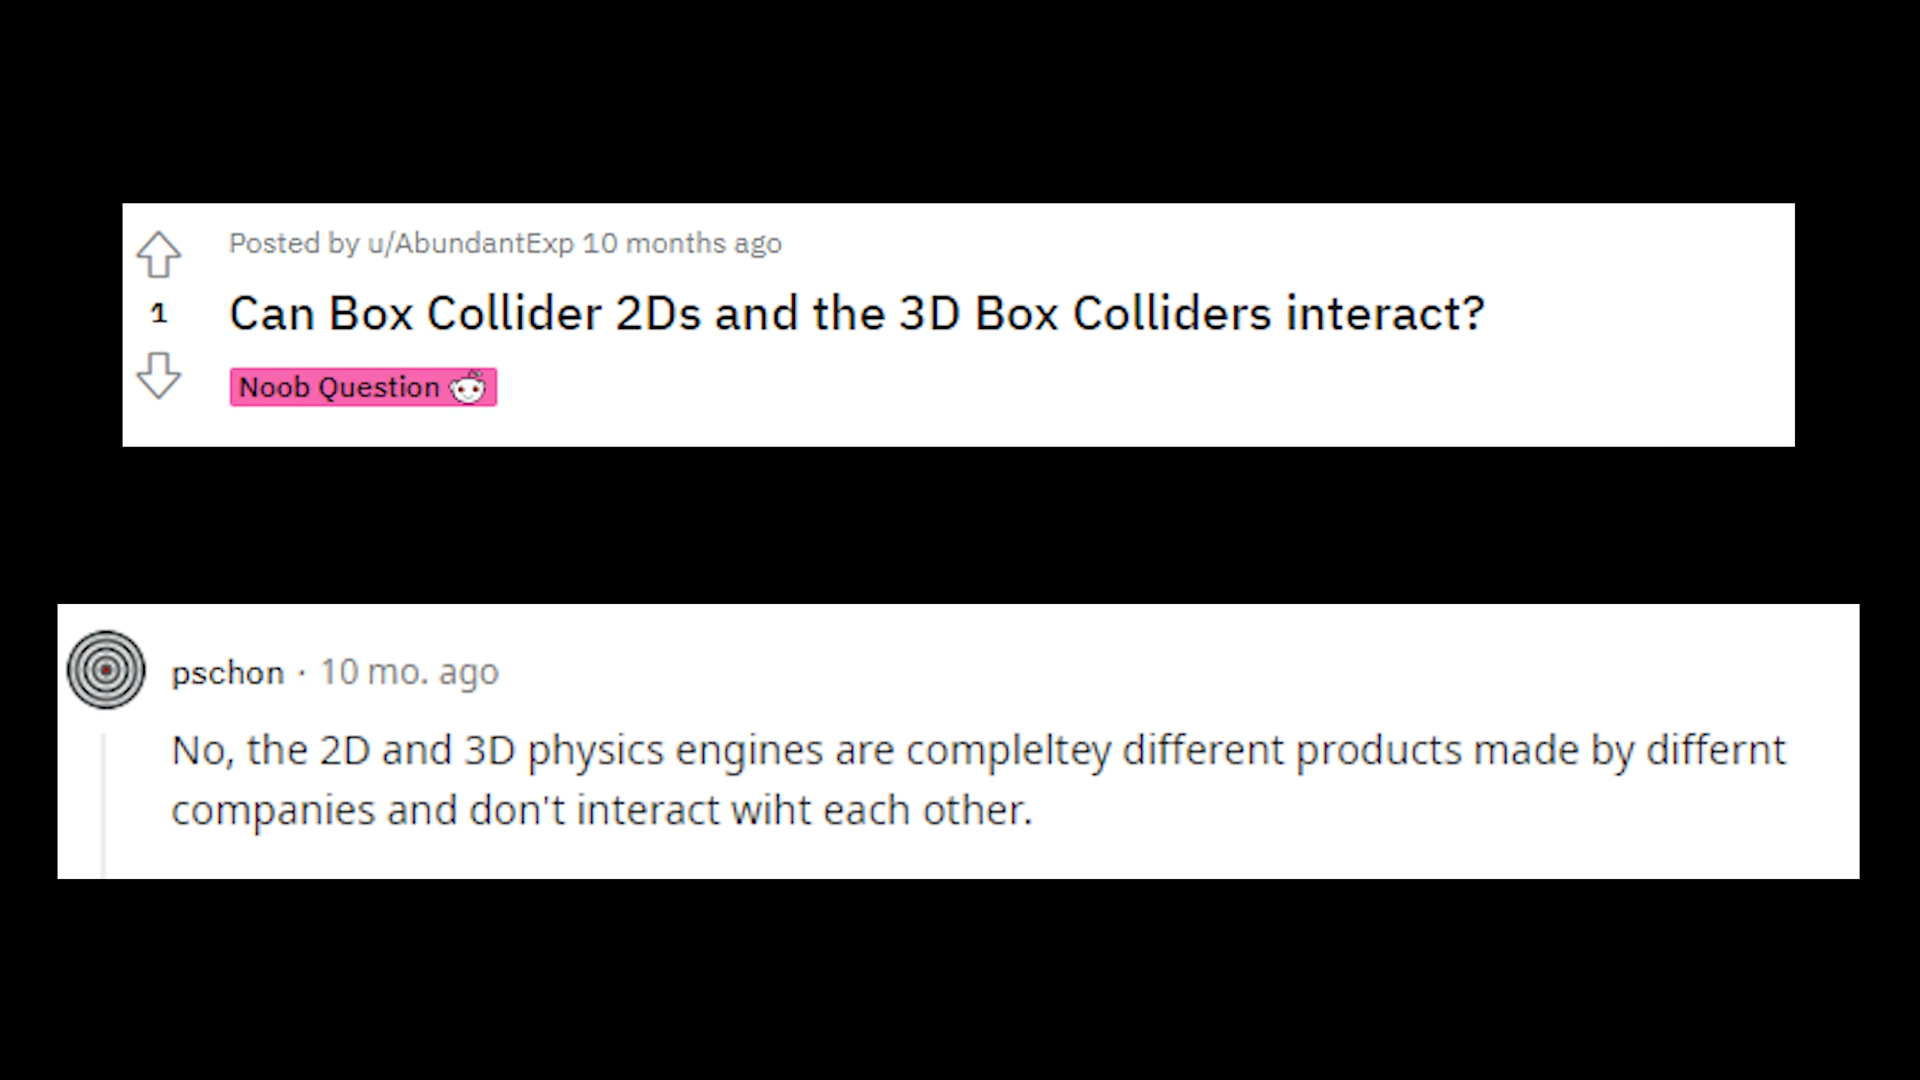 Posted by u/AbundantExp 10 months ago
1
Can Box Collider 2Ds and the 3D Box Colliders interact?
Noob Question
pschon · 10 mo. ago
No, the 2D and 3D physics engines are compleltey different products made by differnt
companies and don't interact wiht each other.